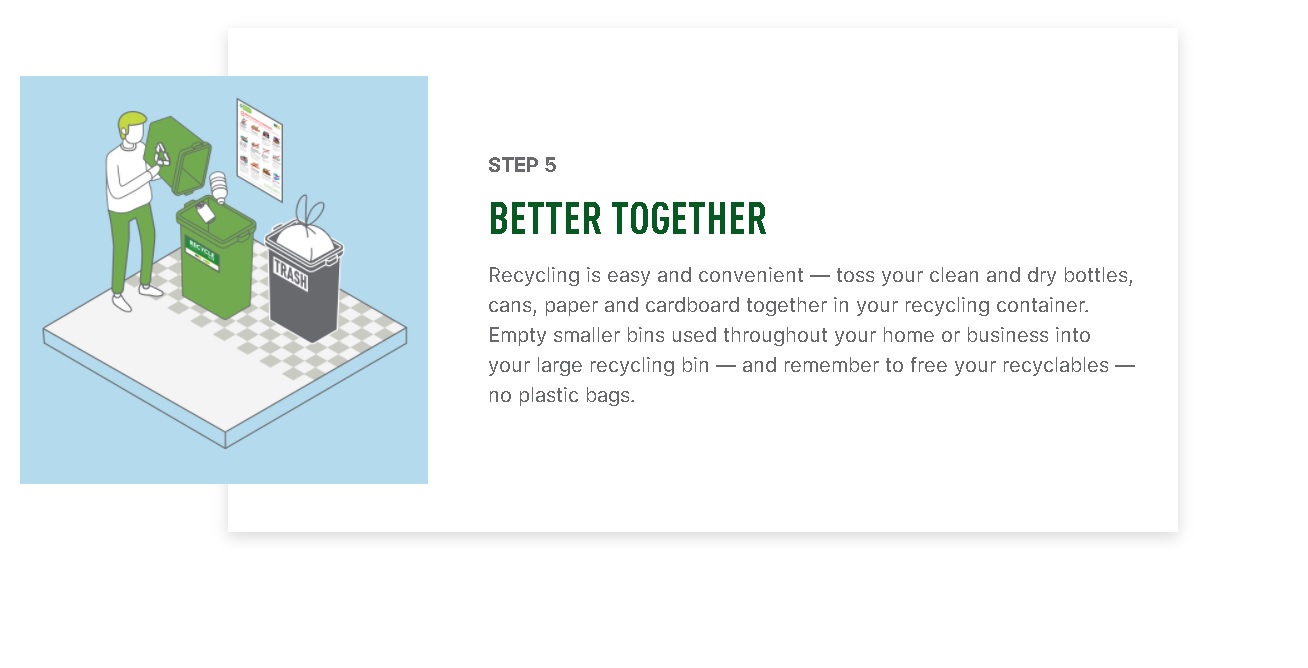 STEP 5
BETTER TOGETHER
Recycling is easy and convenient — toss your clean and dry bottles,
cans, paper and cardboard together in your recycling container.
Empty smaller bins used throughout your home or business into
your large recycling bin — and remember to free your recyclables —
no plastic bags.
RECYCLE
TRASH